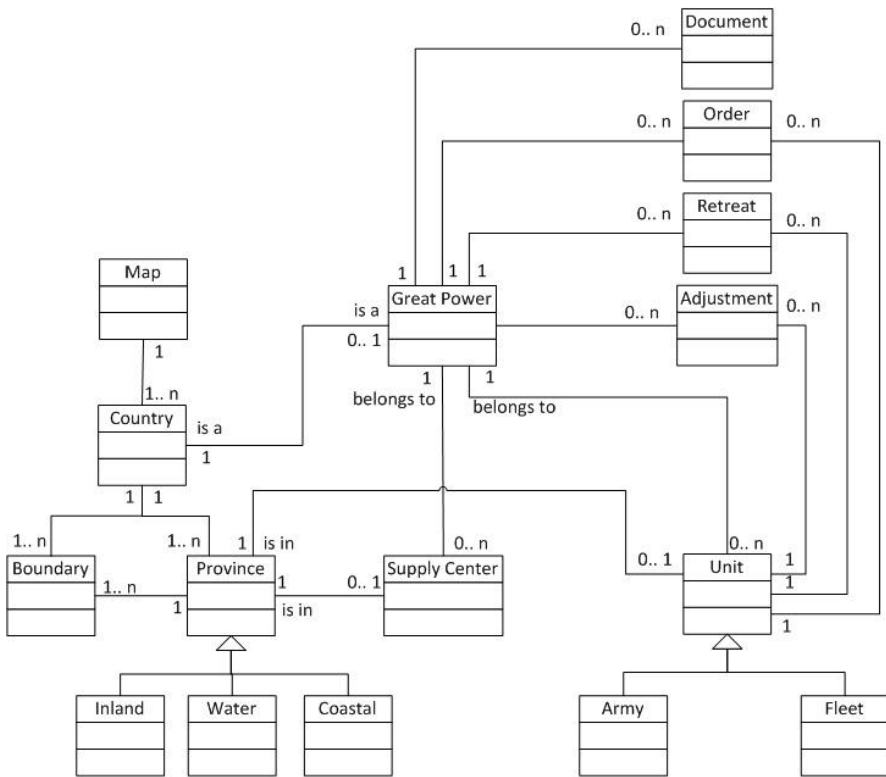 Document
0.. n
Order
0.. n
0.. n
Retreat
0.. n
0.. n
Map
1
1
1
Great Power
Adjustment
is a
0.. n
0.. n
0.. 1
1
1
1
belongs to
belongs to
1.. n
Country
is a
1
1
1
1.. n
1.. n
1
is in
0.. n
0.. 1
0.. n
1
Boundary
Province
Supply Center
Unit
1.. n
1
0.. 1
1
1
is in
1
Inland
Water
Coastal
Army
Fleet